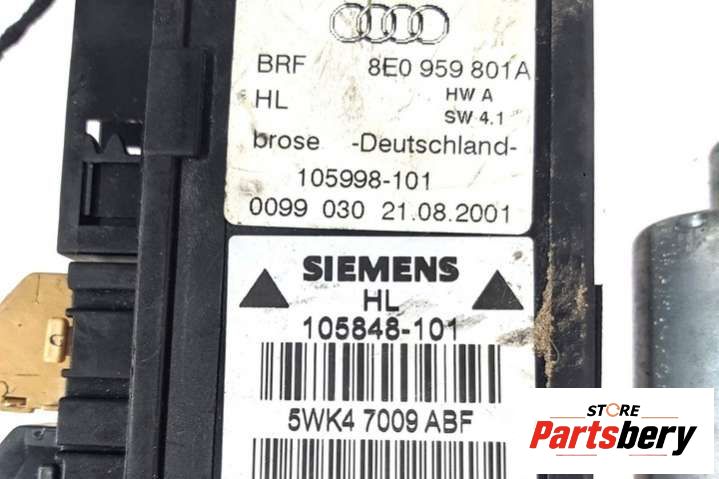 BRF 8E0 959 801A
HL HW A
SW 4.1
brose -Deutschland-
105998-101
0099 030 21.08.2001
SIEMENS
HL
105848-101
5WK4 7009 ABF
STORE
Partsbery